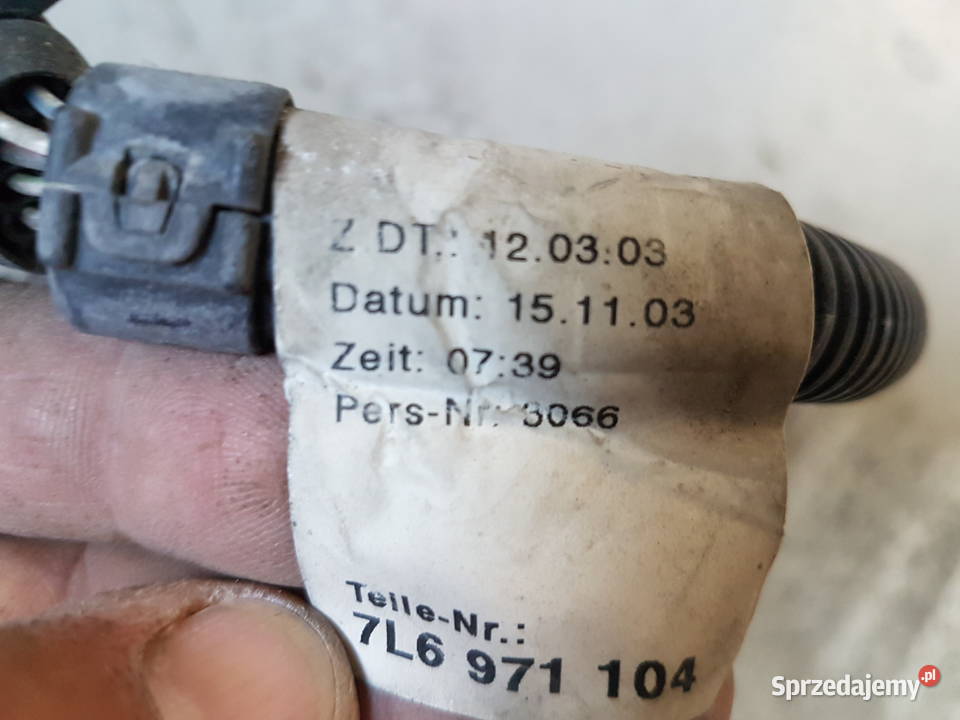 Z DT.: 12.03.03
Datum: 15.11.03
Zeit: 07:39
Pers-Nr: 3066
Teile-Nr.:
7L6 971 104
Sprzedajemy.pl